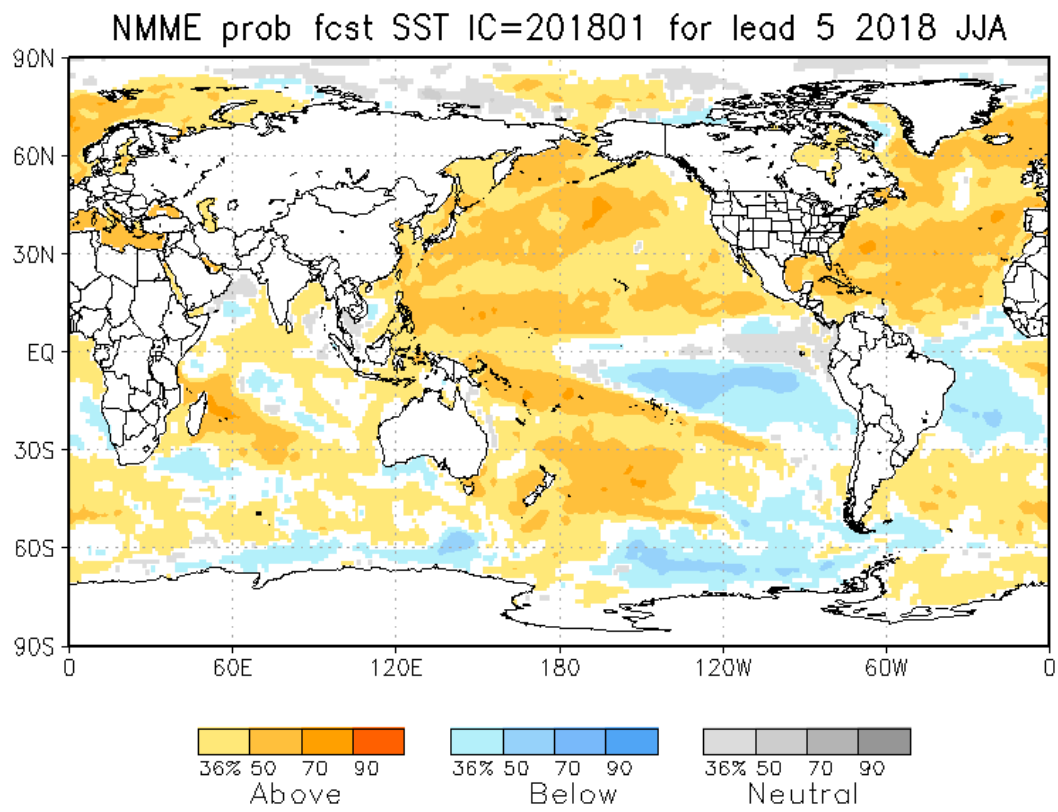 NMME prob fcst SST IC=201801 for lead 5 2018 JJA
90N
60N
30N
EQ
30S
60S
90S
0 60E 120E 180 120W 60W 0
36% 50 70 90 36% 50 70 90 36% 50 70 90
Above Below Neutral